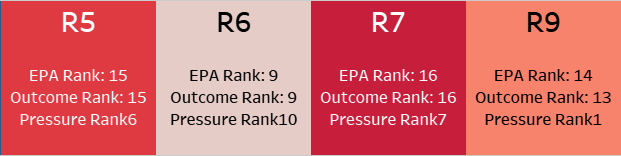 R5
EPA Rank: 15
Outcome Rank: 15
Pressure Rank6
R6
EPA Rank: 9
Outcome Rank: 9
Pressure Rank10
R7
EPA Rank: 16
Outcome Rank: 16
Pressure Rank7
R9
EPA Rank: 14
Outcome Rank: 13
Pressure Rank1